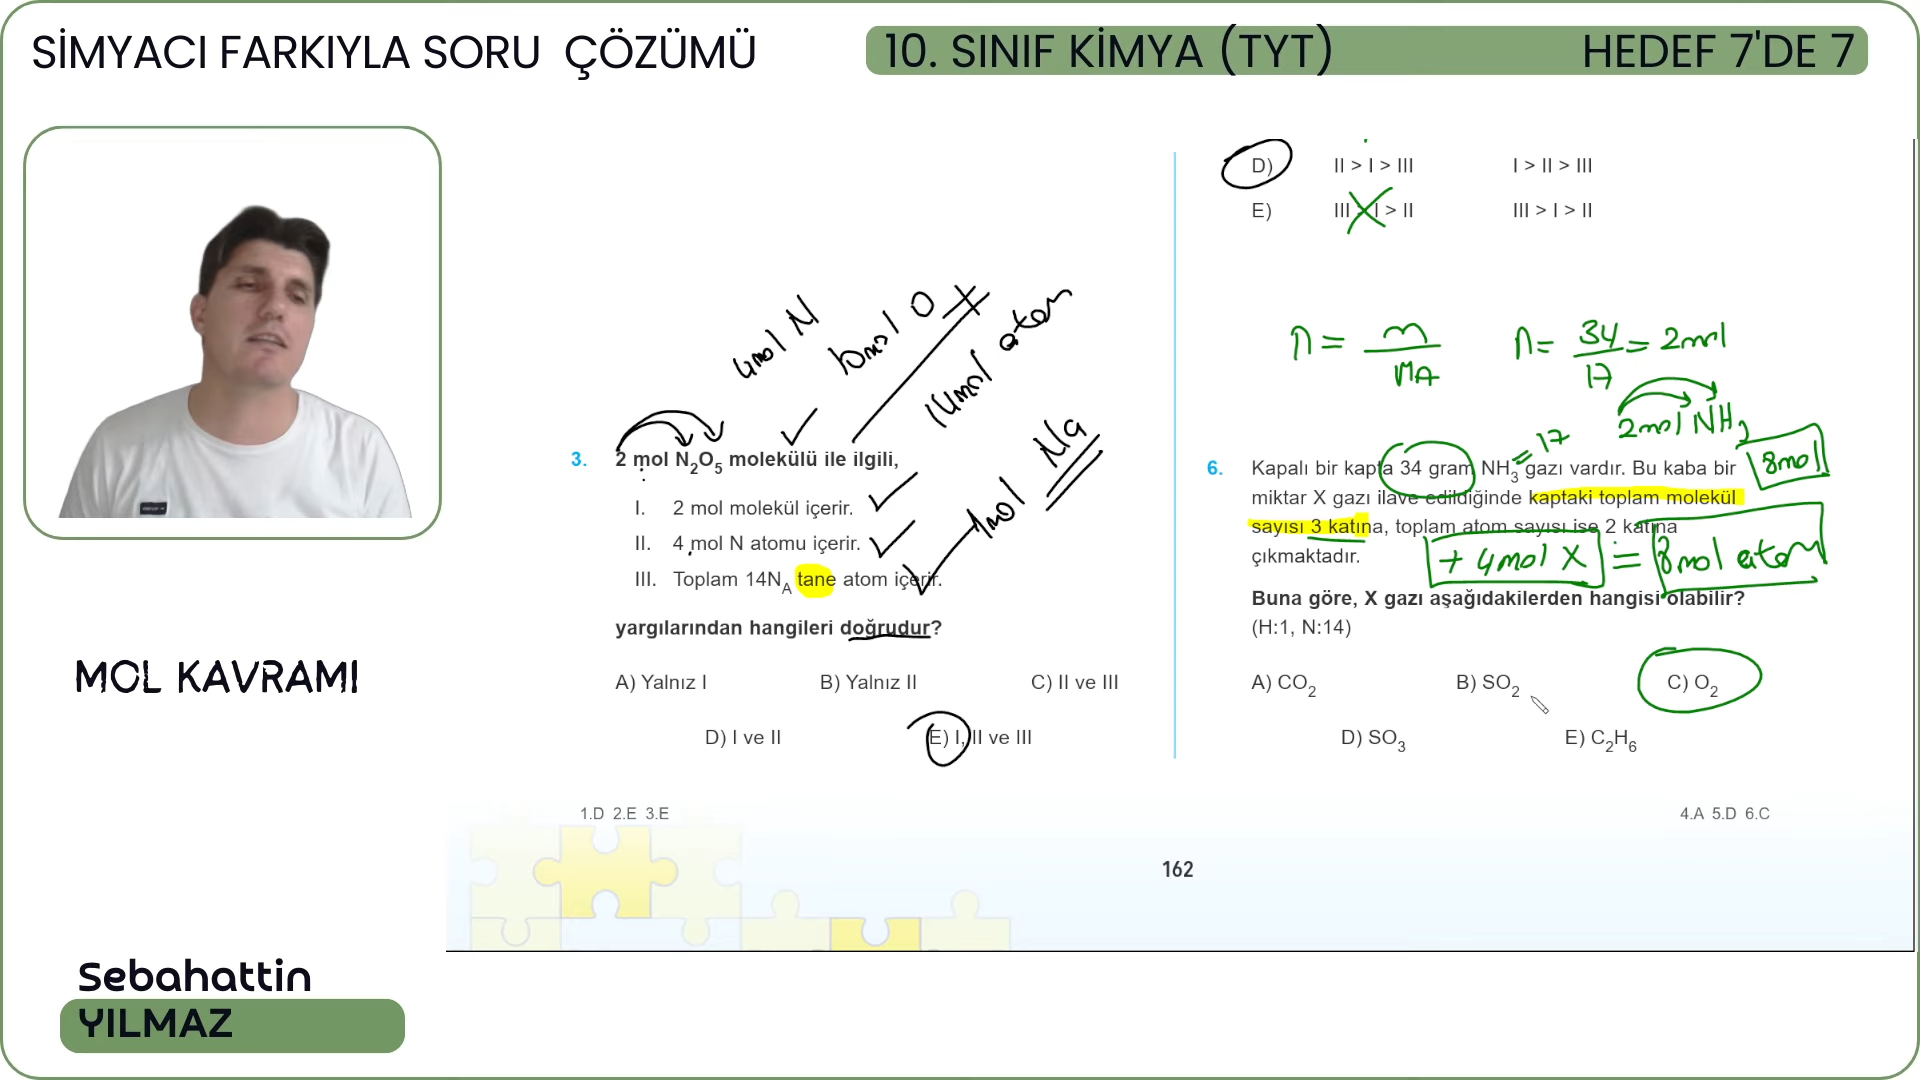 SİMYACI FARKIYLA SORU ÇÖZÜMÜ
10. SINIF KİMYA (TYT)
HEDEF 7'DE 7
MOL KAVRAMI
Sebahattin
YILMAZ
4mol N
10mol O
14mol atom
1mol NA
3. 2 mol N2O5 molekülü ile ilgili,
I. 2 mol molekül içerir.
II. 4 mol N atomu içerir.
III. Toplam 14NA tane atom içerir.
yargılarından hangileri doğrudur?
A) Yalnız I B) Yalnız II C) II ve III
D) I ve II E) I, II ve III
1.D 2.E 3.E
D) II > I > III I > II > III
E) III > I > II III > I > II
n = m / MA n = 34 / 17 = 2mol
2mol NH3
= 17
8mol
6. Kapalı bir kapta 34 gram NH3 gazı vardır. Bu kaba bir
miktar X gazı ilave edildiğinde kaptaki toplam molekül
sayısı 3 katına, toplam atom sayısı ise 2 katına
çıkmaktadır.
+ 4mol X = 8mol atom
Buna göre, X gazı aşağıdakilerden hangisi olabilir?
(H:1, N:14)
A) CO2 B) SO2 C) O2
D) SO3 E) C2H6
4.A 5.D 6.C
162